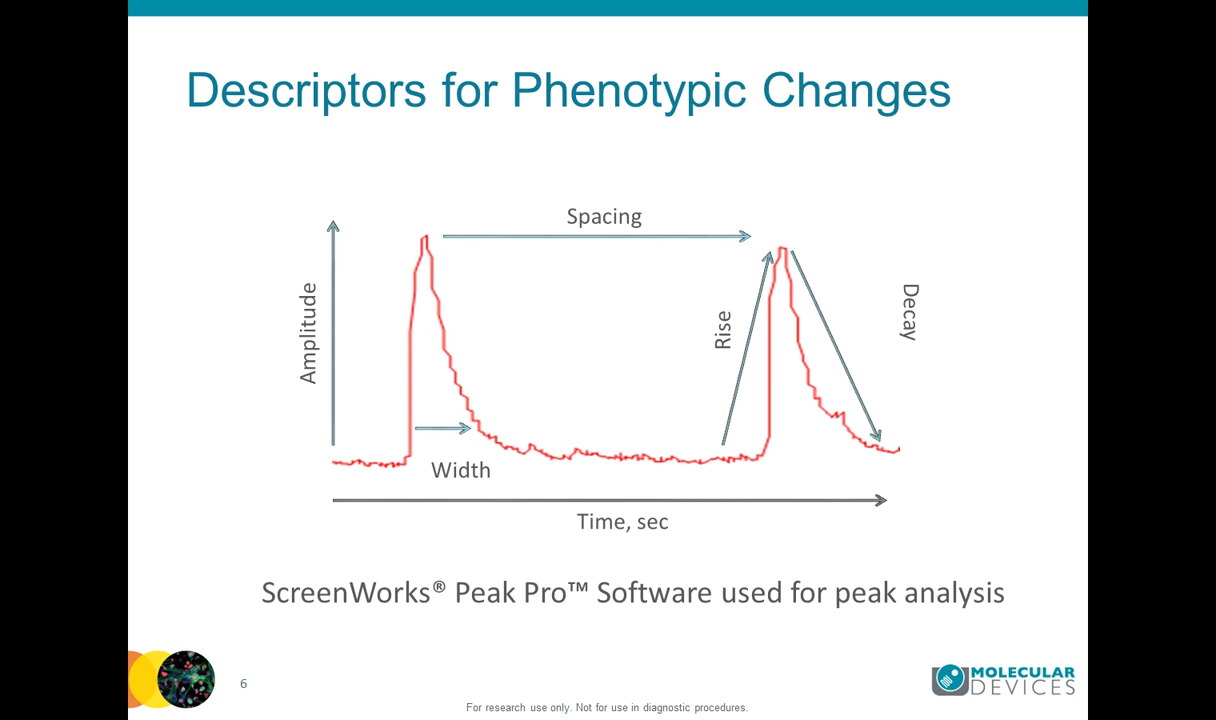 Descriptors for Phenotypic Changes
Spacing
Amplitude
Rise
Decay
Width
Time, sec
ScreenWorks® Peak Pro™ Software used for peak analysis
6
MOLECULAR
DEVICES
For research use only. Not for use in diagnostic procedures.